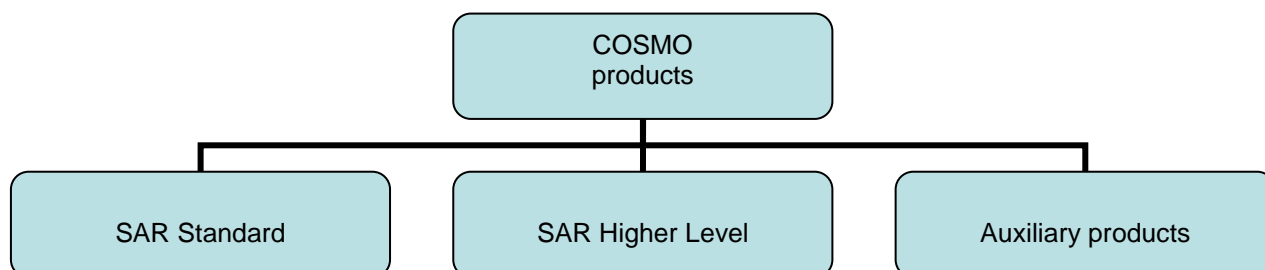 COSMO
products
SAR Standard
SAR Higher Level
Auxiliary products